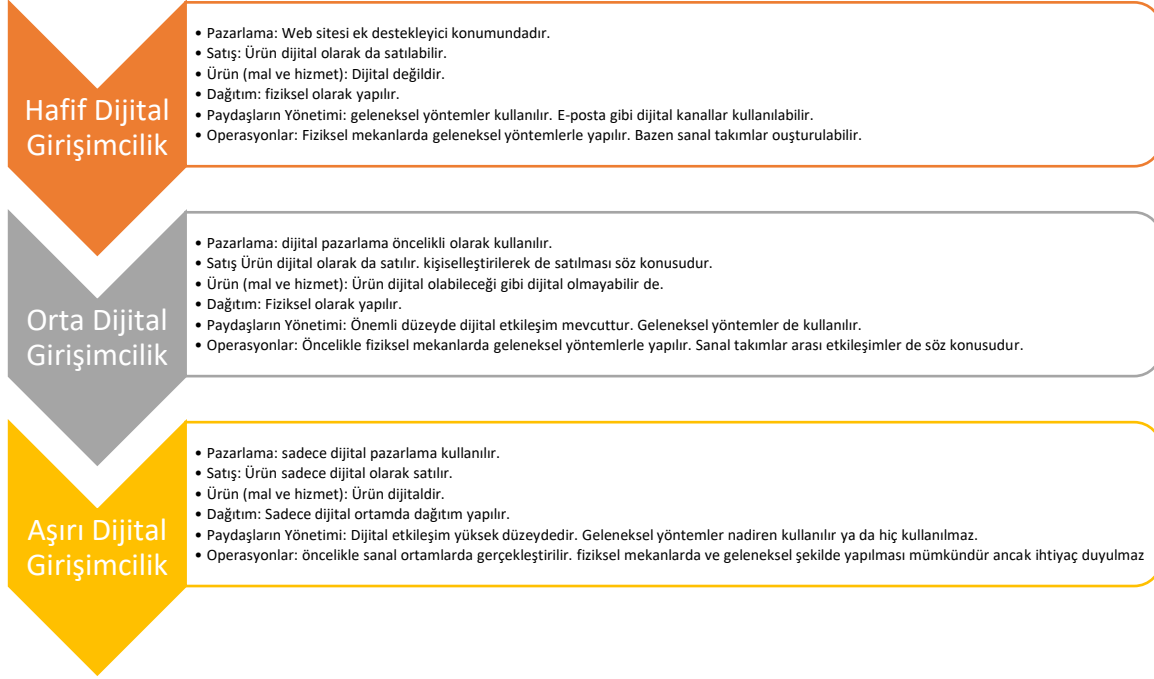 Hafif Dijital
Girişimcilik
• Pazarlama: Web sitesi ek destekleyici konumundadır.
• Satış: Ürün dijital olarak da satılabilir.
• Ürün (mal ve hizmet): Dijital değildir.
• Dağıtım: fiziksel olarak yapılır.
• Paydaşların Yönetimi: geleneksel yöntemler kullanılır. E-posta gibi dijital kanallar kullanılabilir.
• Operasyonlar: Fiziksel mekanlarda geleneksel yöntemlerle yapılır. Bazen sanal takımlar ouşturulabilir.
Orta Dijital
Girişimcilik
• Pazarlama: dijital pazarlama öncelikli olarak kullanılır.
• Satış Ürün dijital olarak da satılır. kişiselleştirilerek de satılması söz konusudur.
• Ürün (mal ve hizmet): Ürün dijital olabileceği gibi dijital olmayabilir de.
• Dağıtım: Fiziksel olarak yapılır.
• Paydaşların Yönetimi: Önemli düzeyde dijital etkileşim mevcuttur. Geleneksel yöntemler de kullanılır.
• Operasyonlar: Öncelikle fiziksel mekanlarda geleneksel yöntemlerle yapılır. Sanal takımlar arası etkileşimler de söz konusudur.
Aşırı Dijital
Girişimcilik
• Pazarlama: sadece dijital pazarlama kullanılır.
• Satış: Ürün sadece dijital olarak satılır.
• Ürün (mal ve hizmet): Ürün dijitaldir.
• Dağıtım: Sadece dijital ortamda dağıtım yapılır.
• Paydaşların Yönetimi: Dijital etkileşim yüksek düzeydedir. Geleneksel yöntemler nadiren kullanılır ya da hiç kullanılmaz.
• Operasyonlar: öncelikle sanal ortamlarda gerçekleştirilir. fiziksel mekanlarda ve geleneksel şekilde yapılması mümkündür ancak ihtiyaç duyulmaz